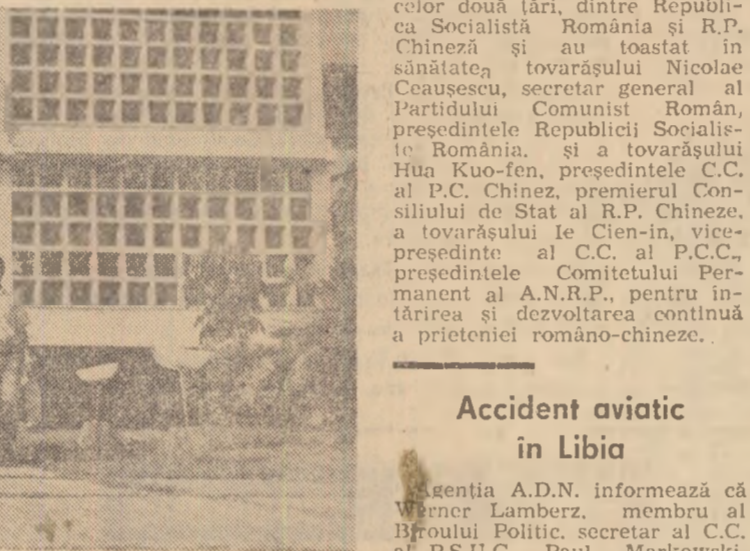 celor două țări, dintre Republi-
ca Socialistă România și R.P.
Chineză și au toastat în
sănătatea tovarășului Nicolae
Ceaușescu, secretar general al
Partidului Comunist Român,
președintele Republicii Socialis-
te România, și a tovarășului
Hua Kuo-fen, președintele C.C.
al P.C. Chinez, premierul Con-
siliului de Stat al R.P. Chineze,
a tovarășului Ie Cien-in, vice-
președinte al C.C. al P.C.C.,
președintele Comitetului Per-
manent al A.N.R.P., pentru în-
tărirea și dezvoltarea continuă
a prieteniei româno-chineze.
Accident aviatic
în Libia
Agenția A.D.N. informează că
Werner Lamberz, membru al
Biroului Politic, secretar al C.C.
al P.S.U.G., Paul Markowski